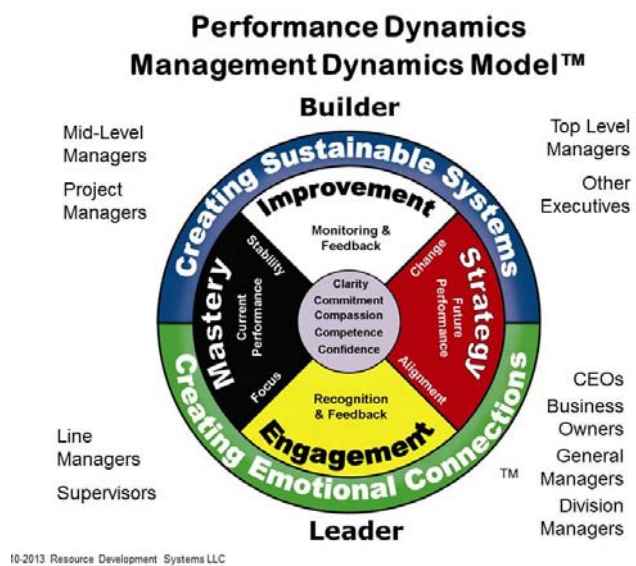 Performance Dynamics
Management Dynamics Model™
Builder
Mid-Level
Managers
Project
Managers
Top Level
Managers
Other
Executives
Creating Sustainable Systems
Improvement
Monitoring &
Feedback
Stability
Change
Mastery
Current
Performance
Clarity
Commitment
Compassion
Competence
Confidence
Strategy
Future
Performance
Focus
Alignment
Recognition
& Feedback
Engagement
Creating Emotional Connections
Line
Managers
Supervisors
CEOs
Business
Owners
General
Managers
Division
Managers
TM
Leader
10-2013 Resource Development Systems LLC